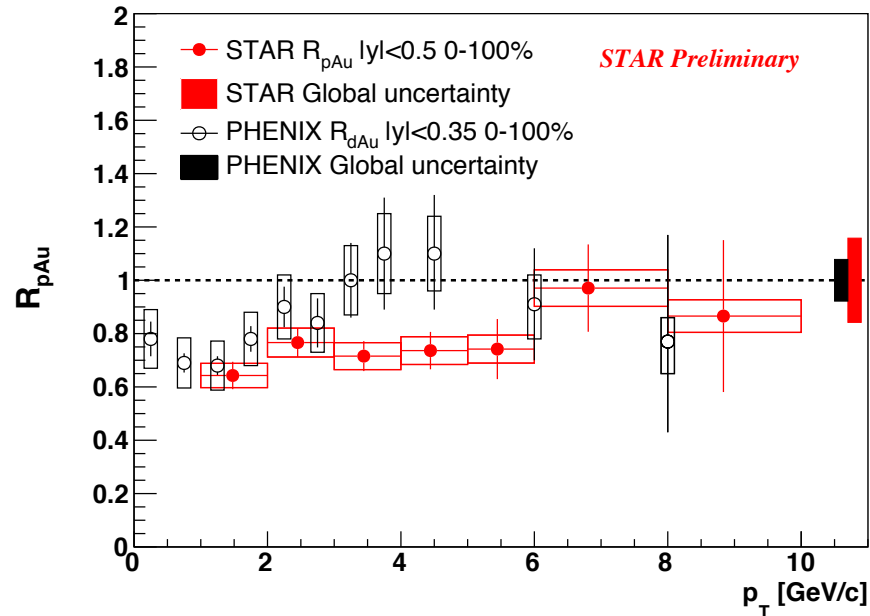 STAR R_pAu |y|<0.5 0-100%
STAR Preliminary
STAR Global uncertainty
PHENIX R_dAu |y|<0.35 0-100%
PHENIX Global uncertainty
R_pAu
2
1.8
1.6
1.4
1.2
1
0.8
0.6
0.4
0.2
0
0 2 4 6 8 10
p_T [GeV/c]